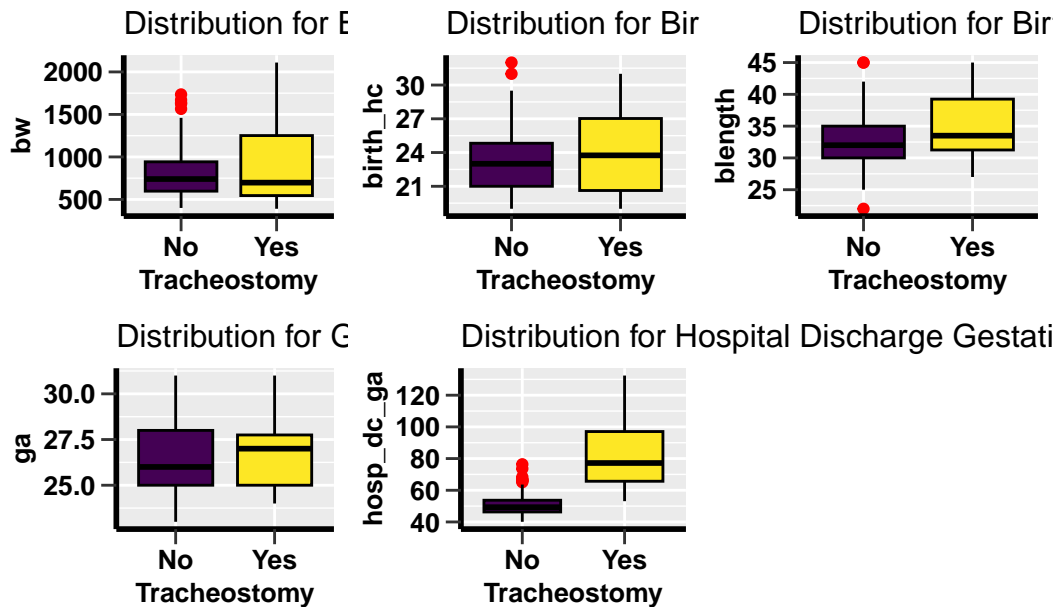 Distribution for B
2000
1500
1000
500
bw
No Yes
Tracheostomy
Distribution for Bir
30
27
24
21
birth_hc
No Yes
Tracheostomy
Distribution for Bir
45
40
35
30
25
blength
No Yes
Tracheostomy
Distribution for G
30.0
27.5
25.0
ga
No Yes
Tracheostomy
Distribution for Hospital Discharge Gestati
120
100
80
60
40
hosp_dc_ga
No Yes
Tracheostomy